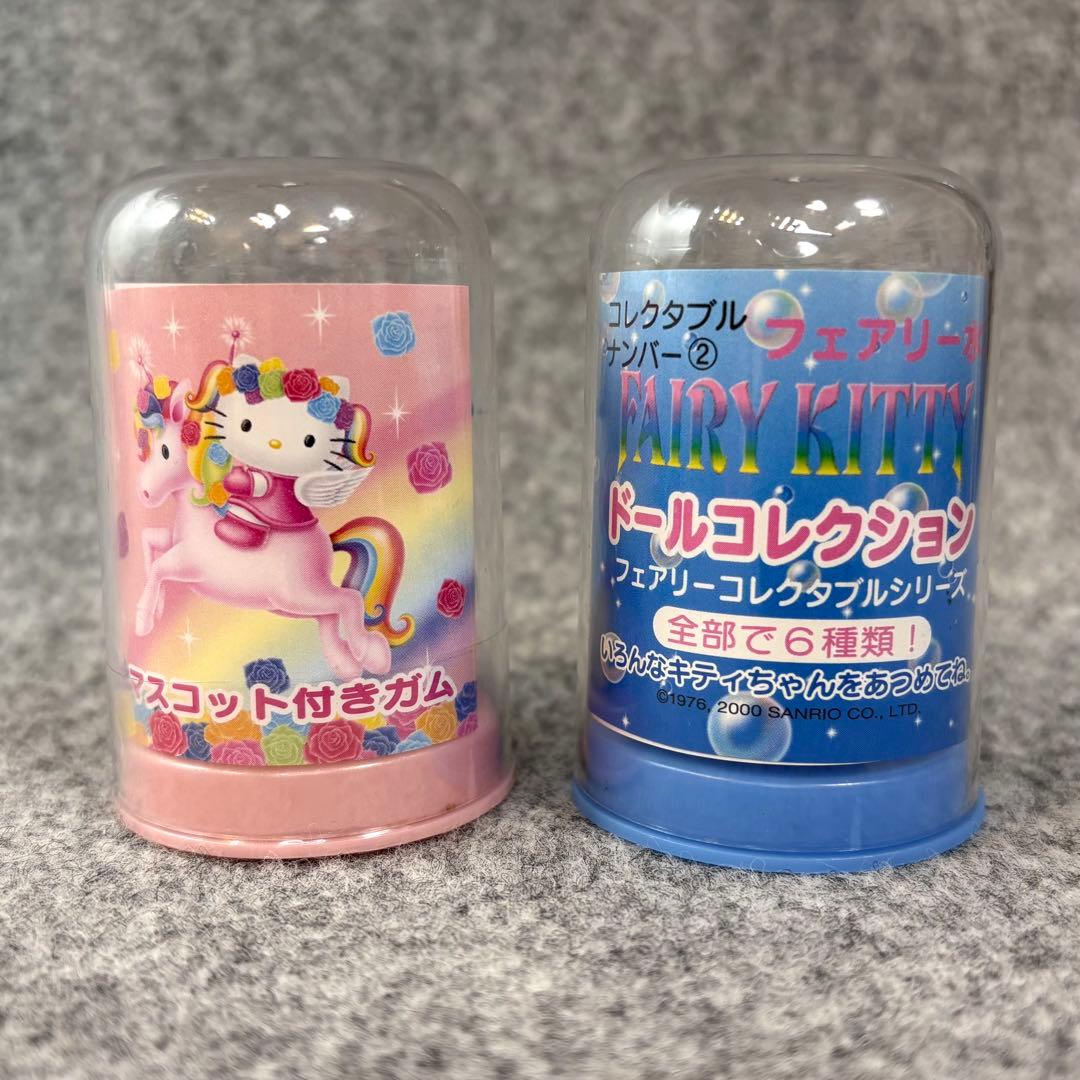 マスコット付きガム
コレクタブル
ナンバー②
フェアリー
FAIRY KITTY
ドールコレクション
フェアリーコレクタブルシリーズ
全部で6種類!
いろんなキティちゃんをあつめてね。
©1976, 2000 SANRIO CO., LTD.